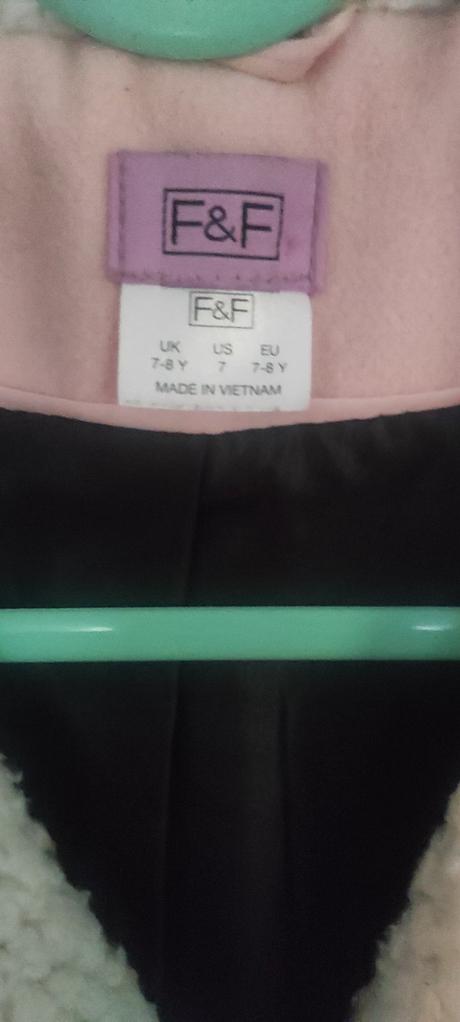 F&F
F&F
UK US EU
7-8 Y 7 7-8 Y
MADE IN VIETNAM